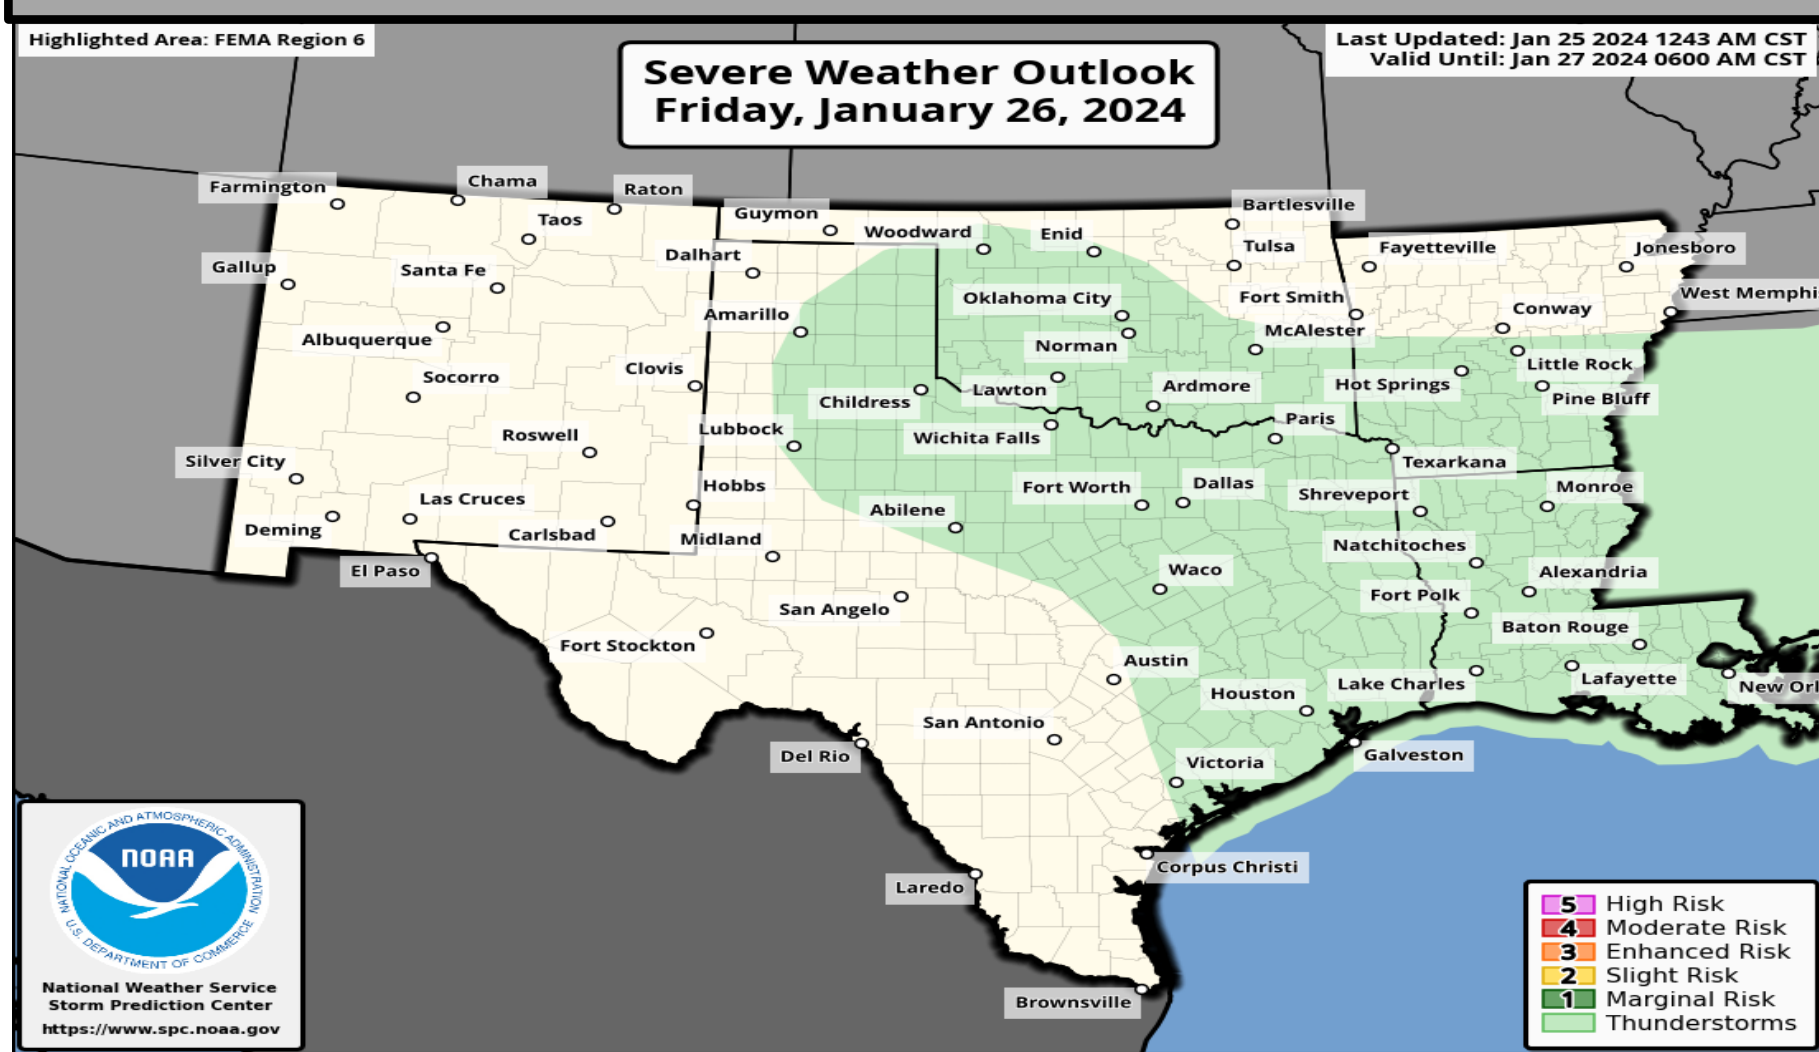 Highlighted Area: FEMA Region 6
Last Updated: Jan 25 2024 1243 AM CST
Valid Until: Jan 27 2024 0600 AM CST
Severe Weather Outlook
Friday, January 26, 2024
Farmington
Chama
Raton
Taos
Guymon
Woodward
Enid
Bartlesville
Tulsa
Fayetteville
Jonesboro
Gallup
Santa Fe
Dalhart
Amarillo
Oklahoma City
Fort Smith
Conway
West Memphi
Albuquerque
Norman
McAlester
Socorro
Clovis
Childress
Lawton
Ardmore
Hot Springs
Little Rock
Pine Bluff
Roswell
Lubbock
Wichita Falls
Paris
Texarkana
Silver City
Las Cruces
Hobbs
Fort Worth
Dallas
Shreveport
Monroe
Deming
Carlsbad
Midland
Abilene
Natchitoches
El Paso
Waco
Alexandria
San Angelo
Fort Polk
Fort Stockton
Baton Rouge
Austin
Houston
Lake Charles
Lafayette
New Orl
San Antonio
Del Rio
Victoria
Galveston
Laredo
Corpus Christi
Brownsville
NATIONAL OCEANIC AND ATMOSPHERIC ADMINISTRATION
NOAA
U.S. DEPARTMENT OF COMMERCE
National Weather Service
Storm Prediction Center
https://www.spc.noaa.gov
5 High Risk
4 Moderate Risk
3 Enhanced Risk
2 Slight Risk
1 Marginal Risk
Thunderstorms